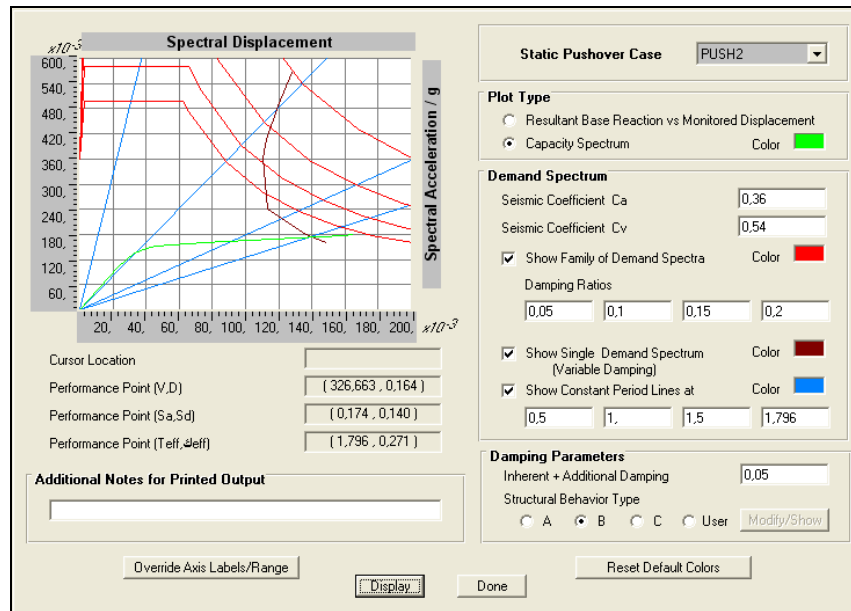 x10-3
Spectral Displacement
600,
540,
480,
420,
360,
300,
240,
180,
120,
60,
Spectral Acceleration / g
20, 40, 60, 80, 100, 120, 140, 160, 180, 200, x10-3
Cursor Location
Performance Point (V,D) ( 326,663 , 0,164 )
Performance Point (Sa,Sd) ( 0,174 , 0,140 )
Performance Point (Teff,كeff) ( 1,796 , 0,271 )
Additional Notes for Printed Output
Override Axis Labels/Range
Display
Done
Static Pushover Case PUSH2
Plot Type
Resultant Base Reaction vs Monitored Displacement
Capacity Spectrum Color
Demand Spectrum
Seismic Coefficient Ca 0,36
Seismic Coefficient Cv 0,54
Show Family of Demand Spectra Color
Damping Ratios
0,05 0,1 0,15 0,2
Show Single Demand Spectrum Color
(Variable Damping)
Show Constant Period Lines at Color
0,5 1, 1,5 1,796
Damping Parameters
Inherent + Additional Damping 0,05
Structural Behavior Type
A B C User Modify/Show
Reset Default Colors